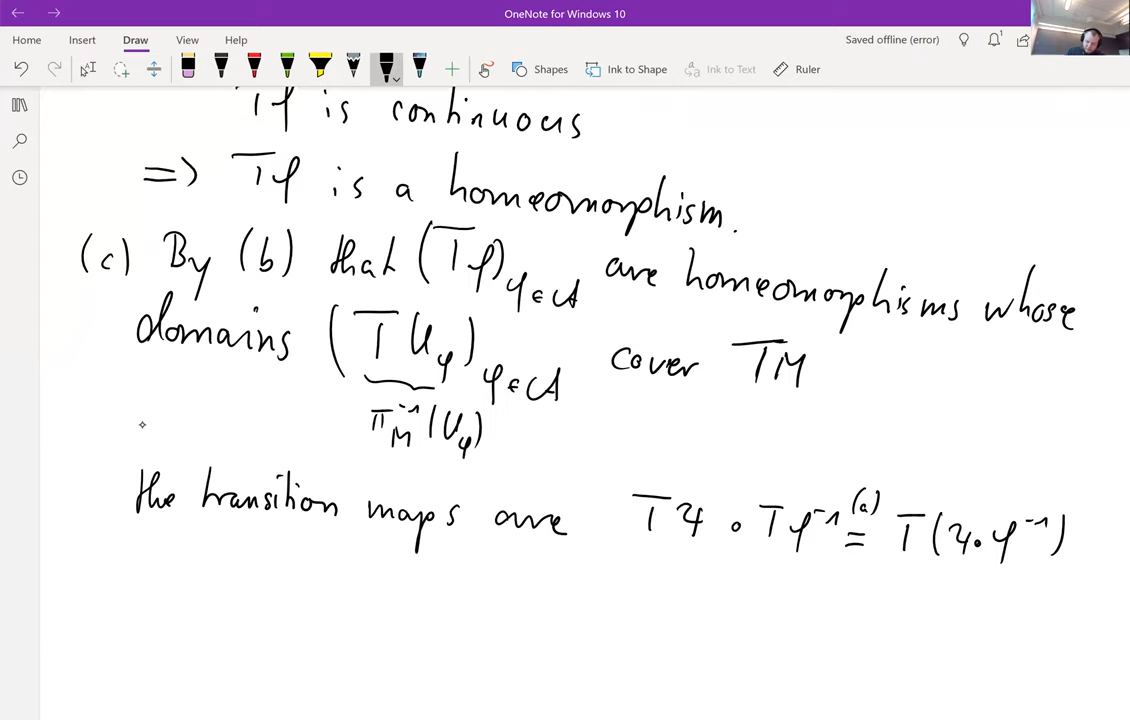 OneNote for Windows 10
Home Insert Draw View Help Saved offline (error)
Shapes Ink to Shape Ink to Text Ruler
Tφ is continuous
=> Tφ is a homeomorphism.
(c) By (b) that (Tφ)_{φ∈A} are homeomorphisms whose
domains (TU_φ)_{φ∈A} cover TM
π_M^{-1}(U_φ)
the transition maps are Tψ ∘ Tφ^{-1} (a)= T(ψ∘φ^{-1})